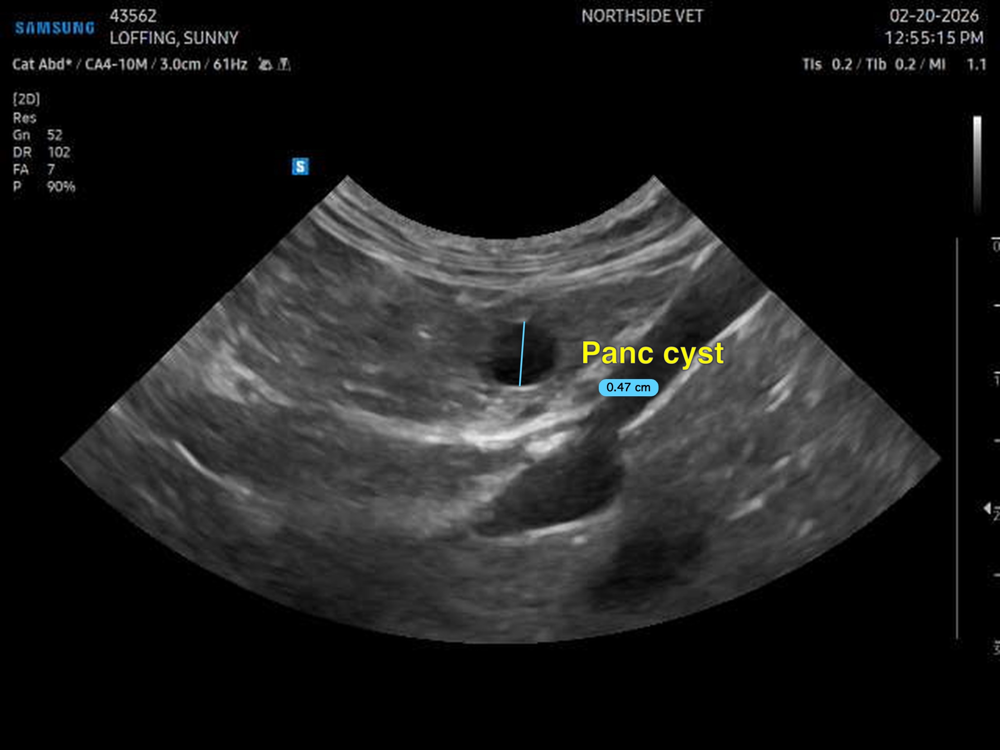 SAMSUNG
43562
LOFFING, SUNNY
NORTHSIDE VET
02-20-2026
12:55:15 PM
Cat Abd* / CA4-10M / 3.0cm / 61Hz
TIs 0.2 / TIb 0.2 / MI 1.1
[2D]
Res
Gn 52
DR 102
FA 7
P 90%
S
0
Panc cyst
1
0.47 cm
2
3